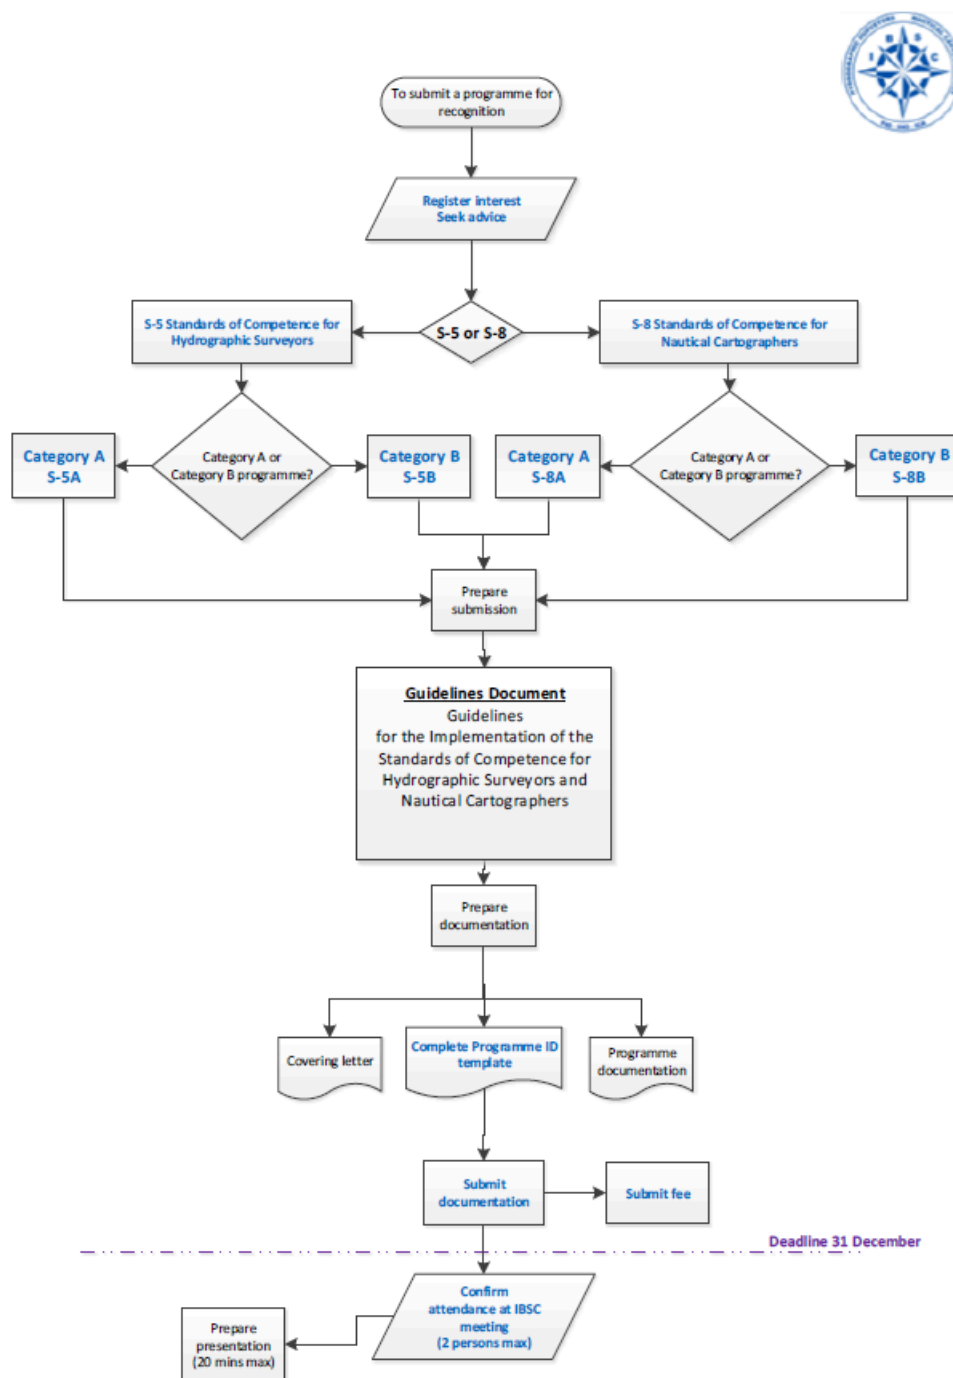 I B S C
To submit a programme for
recognition
Register interest
Seek advice
S-5 or S-8
S-5 Standards of Competence for
Hydrographic Surveyors
S-8 Standards of Competence for
Nautical Cartographers
Category A
S-5A
Category A or
Category B programme?
Category B
S-5B
Category A
S-8A
Category A or
Category B programme?
Category B
S-8B
Prepare
submission
Guidelines Document
Guidelines
for the Implementation of the
Standards of Competence for
Hydrographic Surveyors and
Nautical Cartographers
Prepare
documentation
Covering letter
Complete Programme ID
template
Programme
documentation
Submit
documentation
Submit fee
Deadline 31 December
Confirm
attendance at IBSC
meeting
(2 persons max)
Prepare
presentation
(20 mins max)